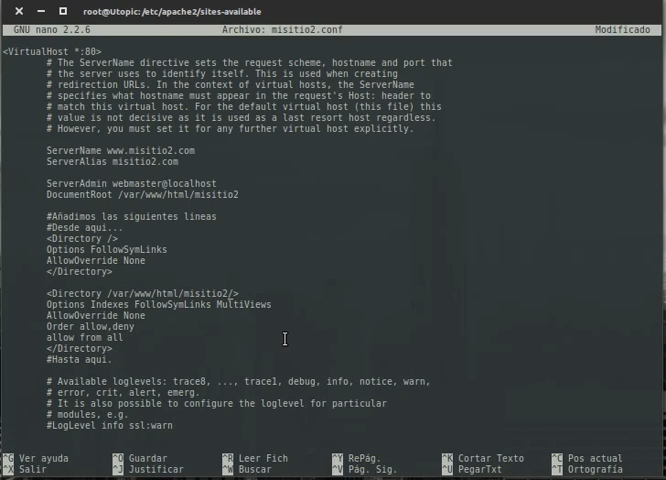 root@Utopic: /etc/apache2/sites-available
GNU nano 2.2.6 Archivo: misitio2.conf Modificado
<VirtualHost *:80>
# The ServerName directive sets the request scheme, hostname and port that
# the server uses to identify itself. This is used when creating
# redirection URLs. In the context of virtual hosts, the ServerName
# specifies what hostname must appear in the request's Host: header to
# match this virtual host. For the default virtual host (this file) this
# value is not decisive as it is used as a last resort host regardless.
# However, you must set it for any further virtual host explicitly.
ServerName www.misitio2.com
ServerAlias misitio2.com
ServerAdmin webmaster@localhost
DocumentRoot /var/www/html/misitio2
#Añadimos las siguientes lineas
#Desde aqui...
<Directory />
Options FollowSymLinks
AllowOverride None
</Directory>
<Directory /var/www/html/misitio2/>
Options Indexes FollowSymLinks MultiViews
AllowOverride None
Order allow,deny
allow from all
</Directory>
#Hasta aqui.
# Available loglevels: trace8, ..., trace1, debug, info, notice, warn,
# error, crit, alert, emerg.
# It is also possible to configure the loglevel for particular
# modules, e.g.
#LogLevel info ssl:warn
^G Ver ayuda ^O Guardar ^R Leer Fich ^Y RePág. ^K Cortar Texto ^C Pos actual
^X Salir ^J Justificar ^W Buscar ^V Pág. Sig. ^U PegarTxt ^T Ortografía